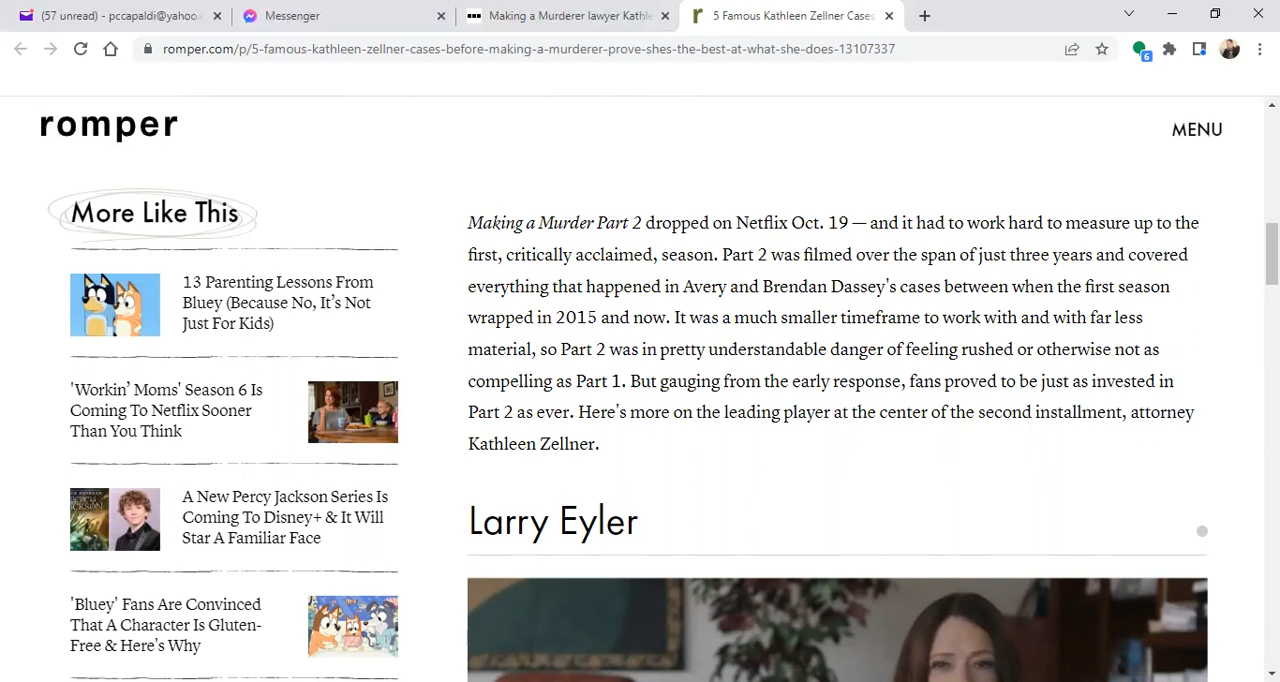 (57 unread) - pccapaldi@yahoo
Messenger
Making a Murderer lawyer Kathle
5 Famous Kathleen Zellner Cases
romper.com/p/5-famous-kathleen-zellner-cases-before-making-a-murderer-prove-shes-the-best-at-what-she-does-13107337
6
romper
MENU
More Like This
13 Parenting Lessons From
Bluey (Because No, It's Not
Just For Kids)
'Workin' Moms' Season 6 Is
Coming To Netflix Sooner
Than You Think
A New Percy Jackson Series Is
Coming To Disney+ & It Will
Star A Familiar Face
'Bluey' Fans Are Convinced
That A Character Is Gluten-
Free & Here's Why
Making a Murder Part 2 dropped on Netflix Oct. 19 — and it had to work hard to measure up to the
first, critically acclaimed, season. Part 2 was filmed over the span of just three years and covered
everything that happened in Avery and Brendan Dassey's cases between when the first season
wrapped in 2015 and now. It was a much smaller timeframe to work with and with far less
material, so Part 2 was in pretty understandable danger of feeling rushed or otherwise not as
compelling as Part 1. But gauging from the early response, fans proved to be just as invested in
Part 2 as ever. Here's more on the leading player at the center of the second installment, attorney
Kathleen Zellner.
Larry Eyler